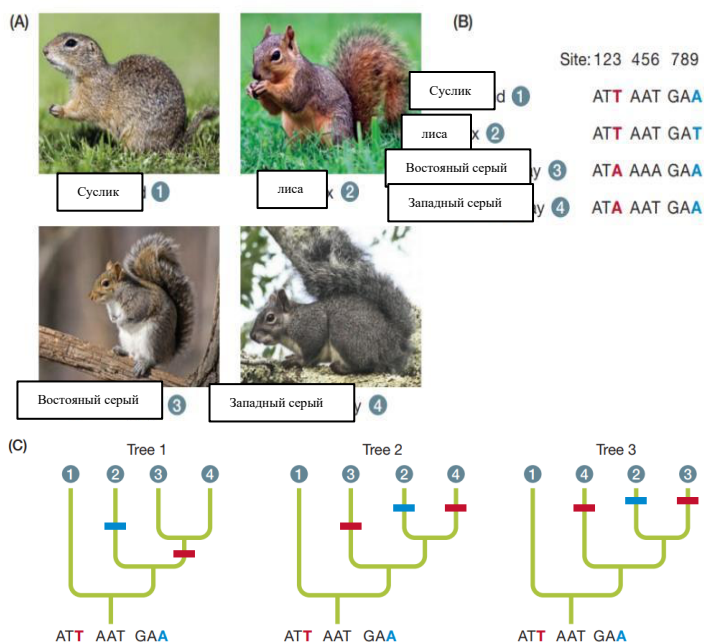 (A)
(B)
Site: 123 456 789
Суслик d 1 ATT AAT GAA
лиса x 2 ATT AAT GAT
Востояный серый y 3 ATA AAA GAA
Западный серый ay 4 ATA AAT GAA
Суслик 1
лиса x 2
Востояный серый 3
Западный серый y 4
(C)
Tree 1
Tree 2
Tree 3
1 2 3 4
1 3 2 4
1 4 2 3
ATT AAT GAA
ATT AAT GAA
ATT AAT GAA